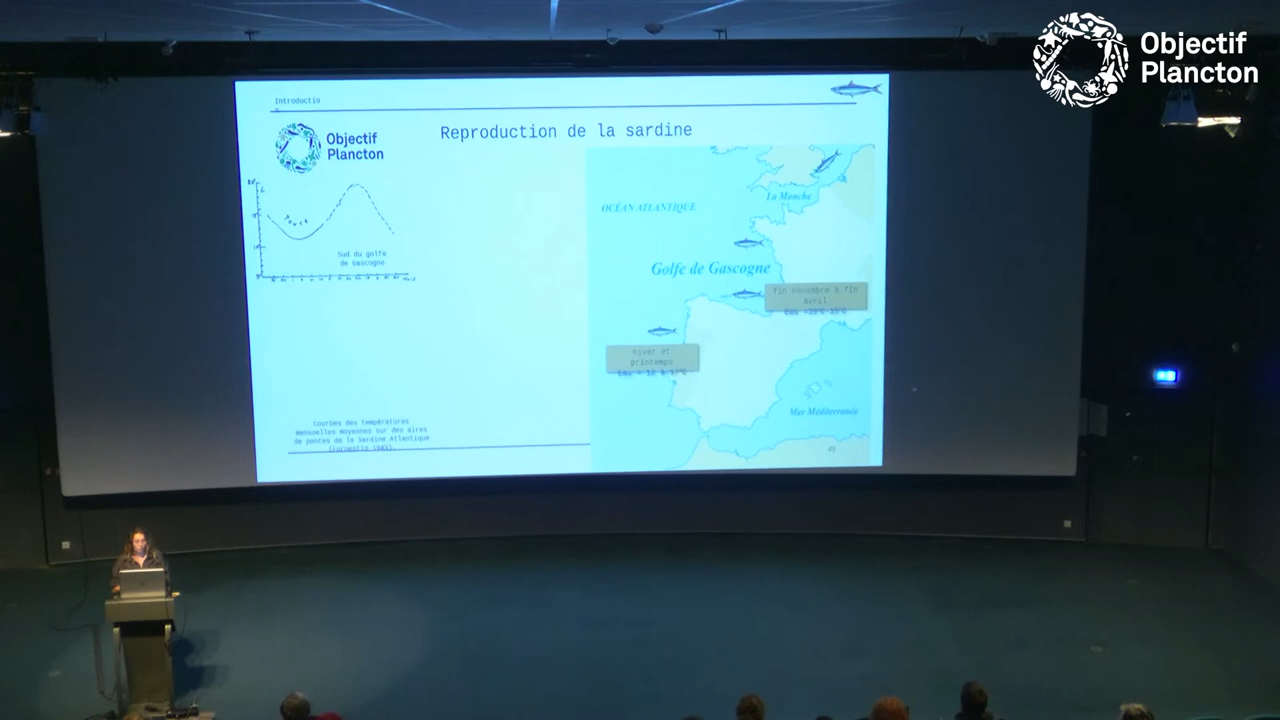 Objectif
Plancton
Introductio
n
Objectif
Plancton
Reproduction de la sardine
Ponte
Sud du golfe
de Gascogne
Courbes des températures
mensuelles moyennes sur des aires
de pontes de la Sardine Atlantique
OCÉAN ATLANTIQUE
La Manche
Golfe de Gascogne
fin novembre à fin
avril
hiver et
printemps
Mer Méditerranée
49